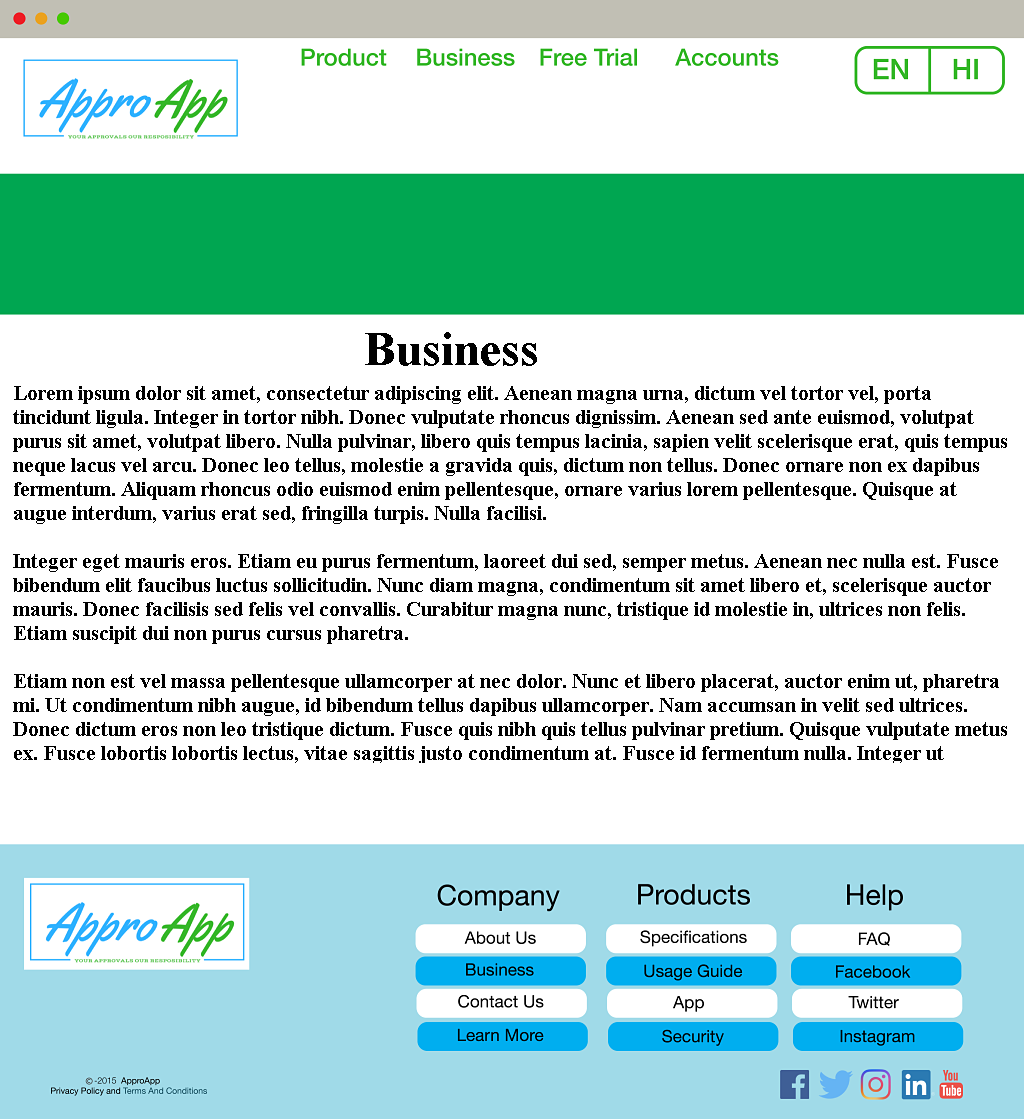 Product Business Free Trial Accounts EN HI
Appro App
YOUR APPROVALS OUR RESPOSIBILITY
Business
Lorem ipsum dolor sit amet, consectetur adipiscing elit. Aenean magna urna, dictum vel tortor vel, porta
tincidunt ligula. Integer in tortor nibh. Donec vulputate rhoncus dignissim. Aenean sed ante euismod, volutpat
purus sit amet, volutpat libero. Nulla pulvinar, libero quis tempus lacinia, sapien velit scelerisque erat, quis tempus
neque lacus vel arcu. Donec leo tellus, molestie a gravida quis, dictum non tellus. Donec ornare non ex dapibus
fermentum. Aliquam rhoncus odio euismod enim pellentesque, ornare varius lorem pellentesque. Quisque at
augue interdum, varius erat sed, fringilla turpis. Nulla facilisi.
Integer eget mauris eros. Etiam eu purus fermentum, laoreet dui sed, semper metus. Aenean nec nulla est. Fusce
bibendum elit faucibus luctus sollicitudin. Nunc diam magna, condimentum sit amet libero et, scelerisque auctor
mauris. Donec facilisis sed felis vel convallis. Curabitur magna nunc, tristique id molestie in, ultrices non felis.
Etiam suscipit dui non purus cursus pharetra.
Etiam non est vel massa pellentesque ullamcorper at nec dolor. Nunc et libero placerat, auctor enim ut, pharetra
mi. Ut condimentum nibh augue, id bibendum tellus dapibus ullamcorper. Nam accumsan in velit sed ultrices.
Donec dictum eros non leo tristique dictum. Fusce quis nibh quis tellus pulvinar pretium. Quisque vulputate metus
ex. Fusce lobortis lobortis lectus, vitae sagittis justo condimentum at. Fusce id fermentum nulla. Integer ut
Appro App
YOUR APPROVALS OUR RESPOSIBILITY
Company
About Us
Business
Contact Us
Learn More
Products
Specifications
Usage Guide
App
Security
Help
FAQ
Facebook
Twitter
Instagram
You
Tube
© -2015 ApproApp
Privacy Policy and Terms And Conditions